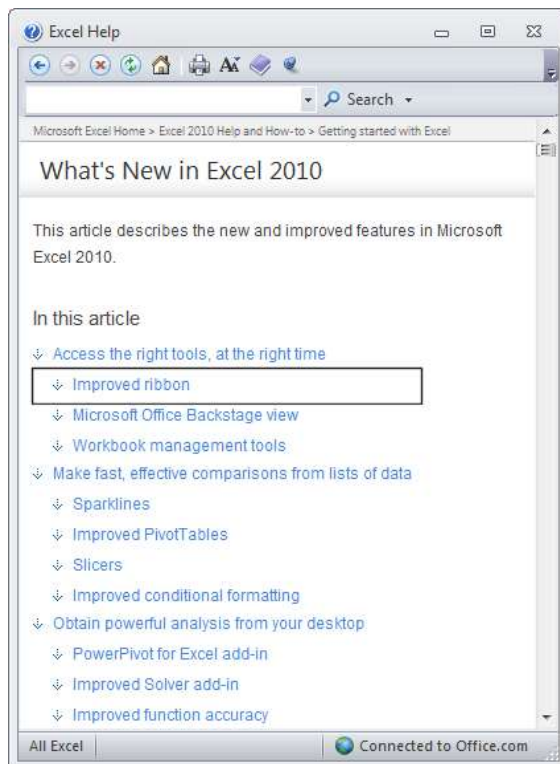 Excel Help
Search
Microsoft Excel Home > Excel 2010 Help and How-to > Getting started with Excel
What's New in Excel 2010
This article describes the new and improved features in Microsoft
Excel 2010.
In this article
Access the right tools, at the right time
Improved ribbon
Microsoft Office Backstage view
Workbook management tools
Make fast, effective comparisons from lists of data
Sparklines
Improved PivotTables
Slicers
Improved conditional formatting
Obtain powerful analysis from your desktop
PowerPivot for Excel add-in
Improved Solver add-in
Improved function accuracy
All Excel
Connected to Office.com